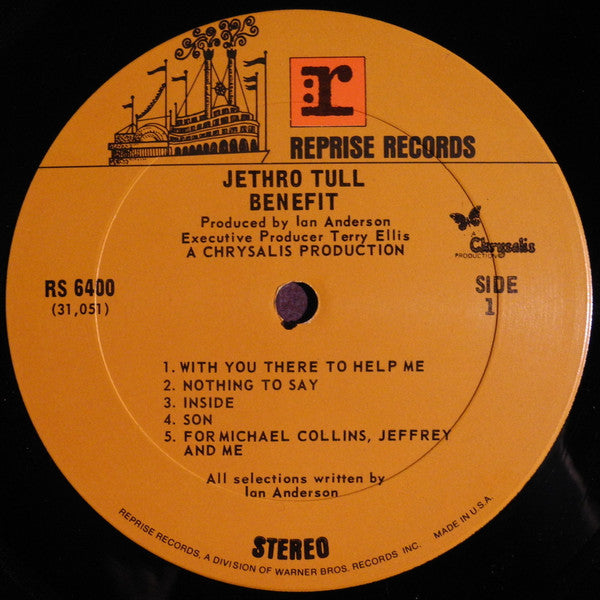 r
REPRISE RECORDS
JETHRO TULL
BENEFIT
Produced by Ian Anderson
Executive Producer Terry Ellis
A CHRYSALIS PRODUCTION
A
Chrysalis
PRODUCTION
RS 6400
(31,051)
SIDE
1
1. WITH YOU THERE TO HELP ME
2. NOTHING TO SAY
3. INSIDE
4. SON
5. FOR MICHAEL COLLINS, JEFFREY
AND ME
All selections written by
Ian Anderson
STEREO
REPRISE RECORDS, A DIVISION OF WARNER BROS. RECORDS INC. MADE IN U.S.A.